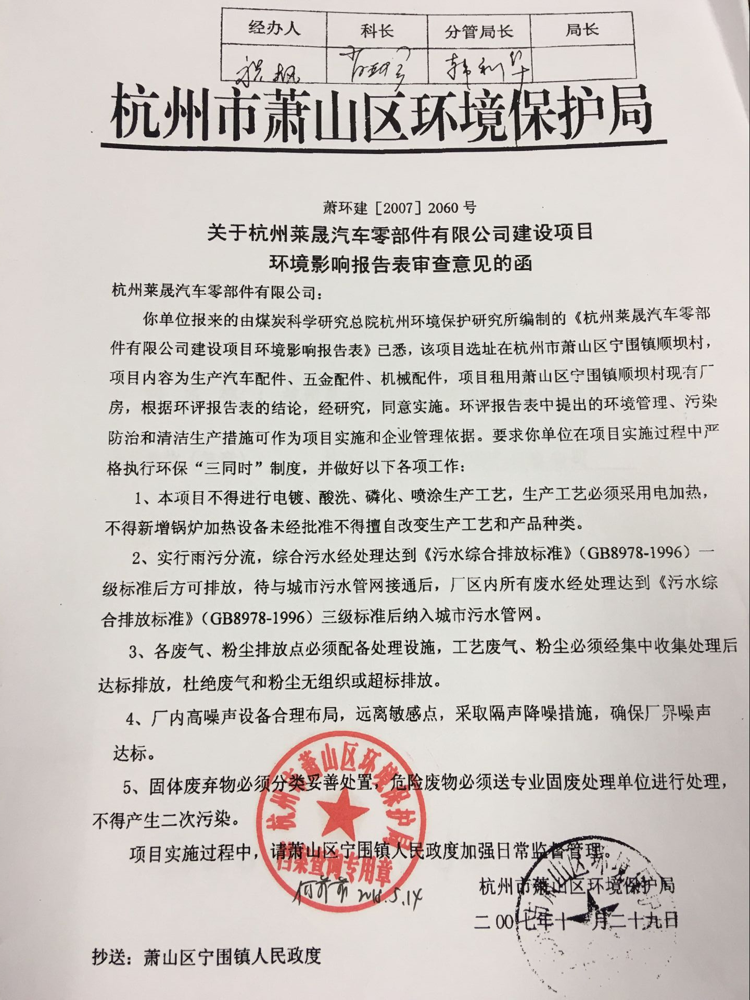 经办人 科长 分管局长 局长
韩利华
杭州市萧山区环境保护局
萧环建［2007］2060 号
关于杭州莱晟汽车零部件有限公司建设项目
环境影响报告表审查意见的函
杭州莱晟汽车零部件有限公司：
你单位报来的由煤炭科学研究总院杭州环境保护研究所编制的《杭州莱晟汽车零部
件有限公司建设项目环境影响报告表》已悉，该项目选址在杭州市萧山区宁围镇顺坝村，
项目内容为生产汽车配件、五金配件、机械配件，项目租用萧山区宁围镇顺坝村现有厂
房，根据环评报告表的结论，经研究，同意实施。环评报告表中提出的环境管理、污染
防治和清洁生产措施可作为项目实施和企业管理依据。要求你单位在项目实施过程中严
格执行环保“三同时”制度，并做好以下各项工作：
1、本项目不得进行电镀、酸洗、磷化、喷涂生产工艺，生产工艺必须采用电加热，
不得新增锅炉加热设备未经批准不得擅自改变生产工艺和产品种类。
2、实行雨污分流，综合污水经处理达到《污水综合排放标准》（GB8978-1996）一
级标准后方可排放，待与城市污水管网接通后，厂区内所有废水经处理达到《污水综
合排放标准》（GB8978-1996）三级标准后纳入城市污水管网。
3、各废气、粉尘排放点必须配备处理设施，工艺废气、粉尘必须经集中收集处理后
达标排放，杜绝废气和粉尘无组织或超标排放。
4、厂内高噪声设备合理布局，远离敏感点，采取隔声降噪措施，确保厂界噪声
达标。
5、固体废弃物必须分类妥善处置，危险废物必须送专业固废处理单位进行处理，
不得产生二次污染。
项目实施过程中，请萧山区宁围镇人民政度加强日常监督管理。
杭州市萧山区环境保护局
档案查询专用章
2018.5.14
杭州市萧山区环境保护局
二00七年十一月二十九日
山区环境保
抄送：萧山区宁围镇人民政度